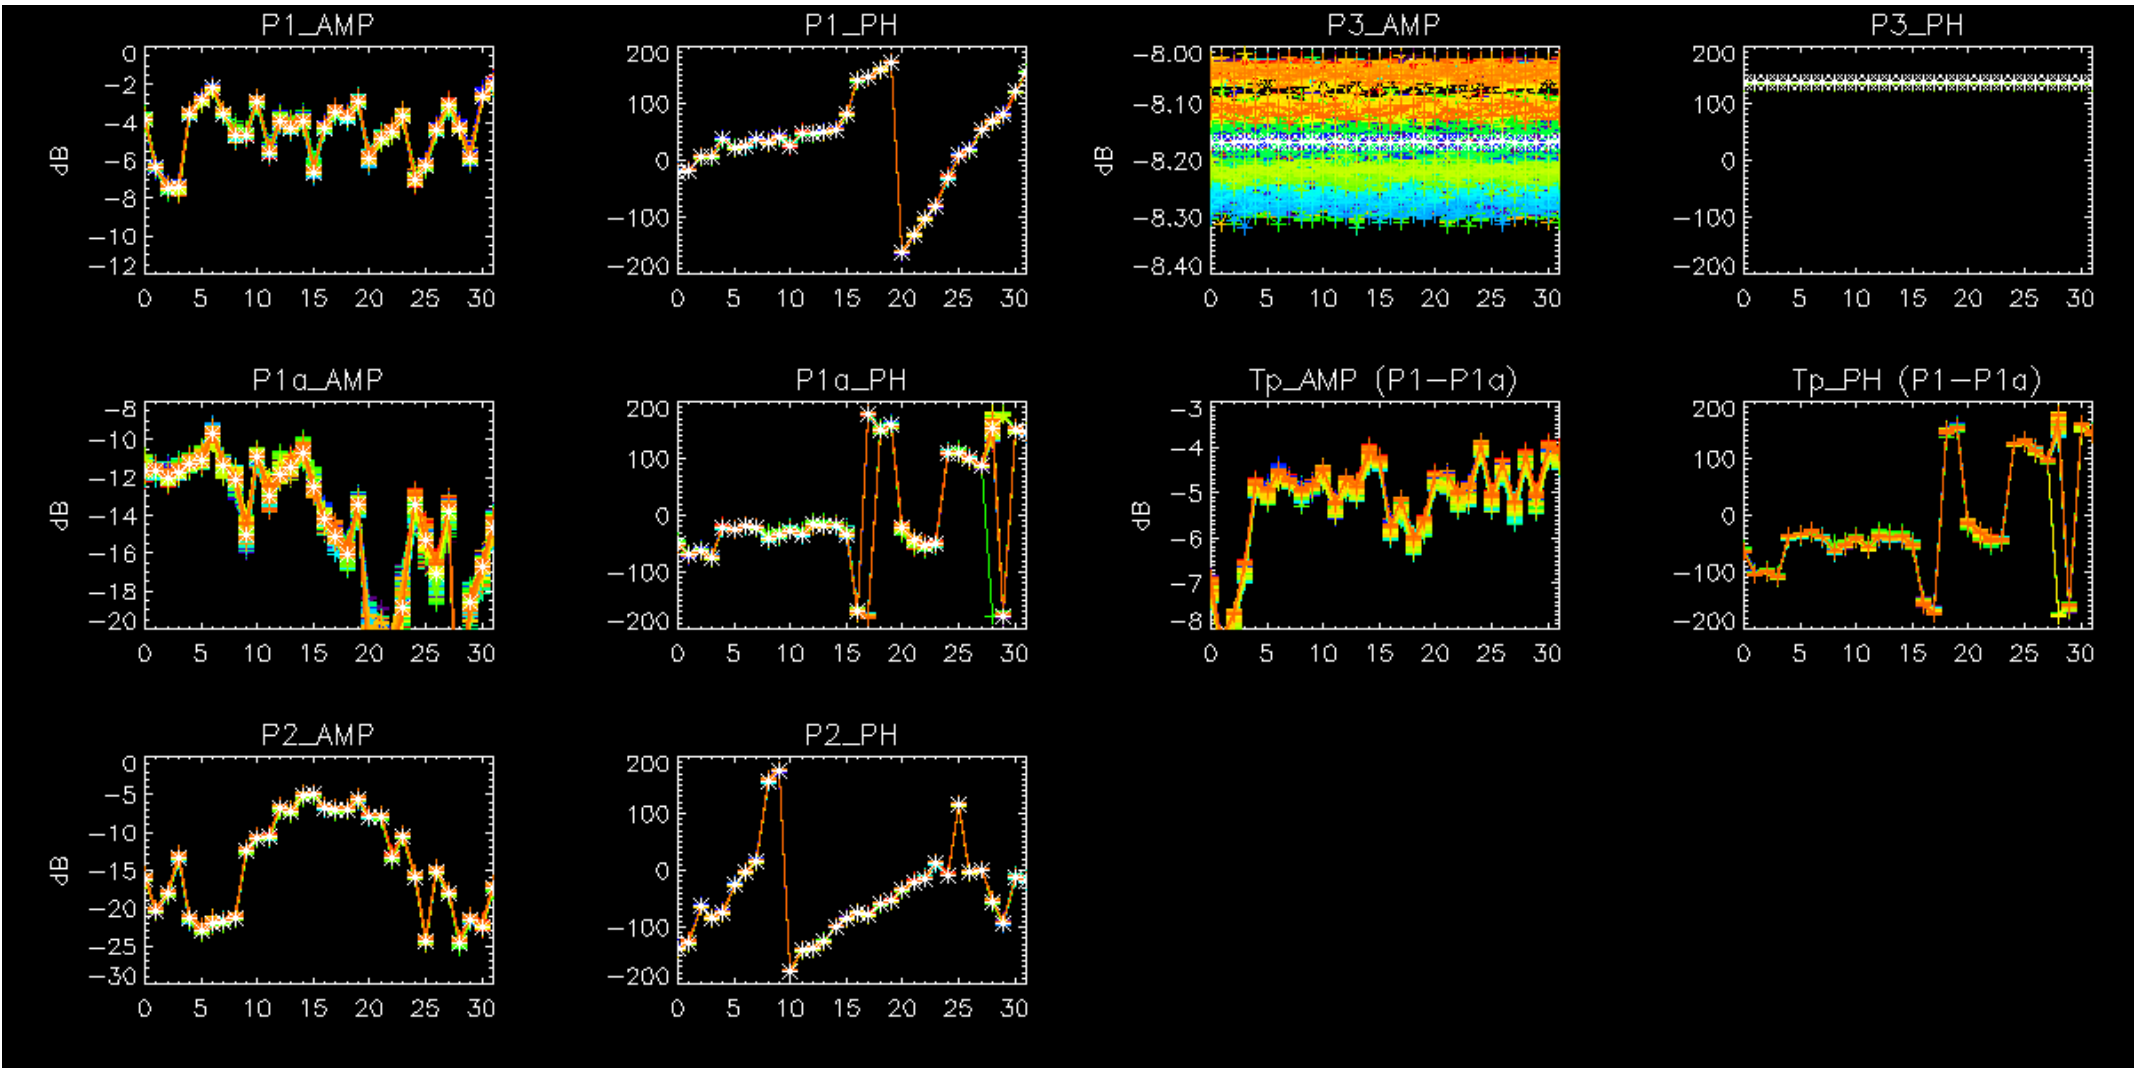 P1_AMP P1_PH P3_AMP P3_PH
0 −2 −4 −6 −8 −10 −12 dB
200 100 0 −100 −200
−8.00 −8.10 −8.20 −8.30 −8.40 dB
200 100 0 −100 −200
0 5 10 15 20 25 30 0 5 10 15 20 25 30 0 5 10 15 20 25 30 0 5 10 15 20 25 30
P1a_AMP P1a_PH Tp_AMP (P1−P1a) Tp_PH (P1−P1a)
−8 −10 −12 −14 −16 −18 −20 dB
200 100 0 −100 −200
−3 −4 −5 −6 −7 −8 dB
200 100 0 −100 −200
0 5 10 15 20 25 30 0 5 10 15 20 25 30 0 5 10 15 20 25 30 0 5 10 15 20 25 30
P2_AMP P2_PH
0 −5 −10 −15 −20 −25 −30 dB
200 100 0 −100 −200
0 5 10 15 20 25 30 0 5 10 15 20 25 30